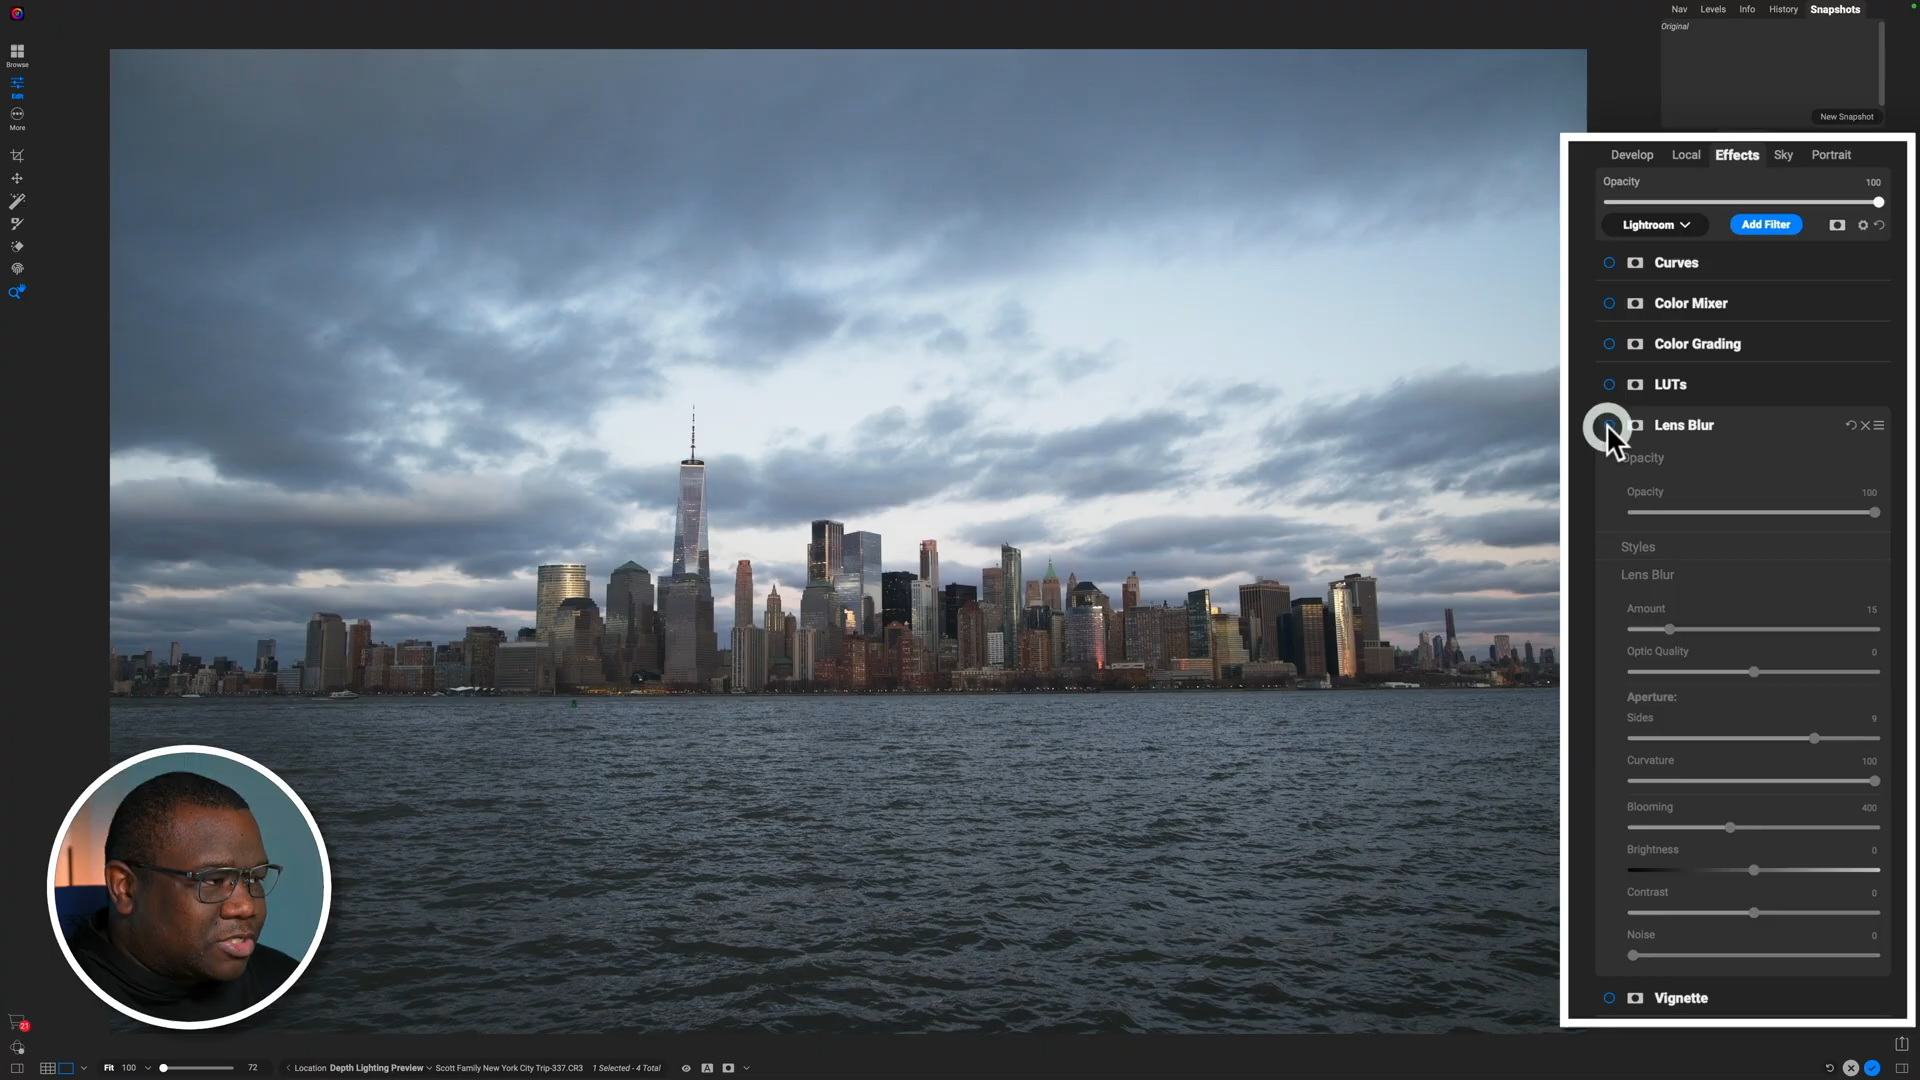 Nav Levels Info History Snapshots
Original
New Snapshot
Browse
Edit
More
Develop Local Effects Sky Portrait
Opacity 100
Lightroom Add Filter
Curves
Color Mixer
Color Grading
LUTs
Lens Blur
Opacity
Opacity 100
Styles
Lens Blur
Amount 15
Optic Quality 0
Aperture:
Sides 9
Curvature 100
Blooming 400
Brightness 0
Contrast 0
Noise 0
Vignette
21
Fit 100 72 Location Depth Lighting Preview Scott Family New York City Trip-337.CR3 1 Selected - 4 Total A